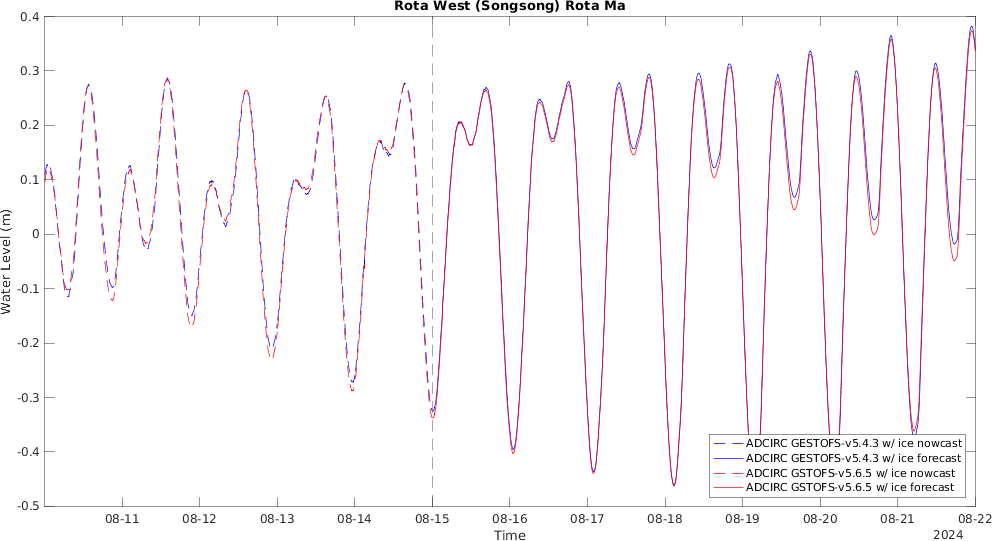 Rota West (Songsong) Rota Ma
Water Level (m)
0.4
0.3
0.2
0.1
0
-0.1
-0.2
-0.3
-0.4
-0.5
ADCIRC GESTOFS-v5.4.3 w/ ice nowcast
ADCIRC GESTOFS-v5.4.3 w/ ice forecast
ADCIRC GSTOFS-v5.6.5 w/ ice nowcast
ADCIRC GSTOFS-v5.6.5 w/ ice forecast
08-11 08-12 08-13 08-14 08-15 08-16 08-17 08-18 08-19 08-20 08-21 08-22
Time
2024